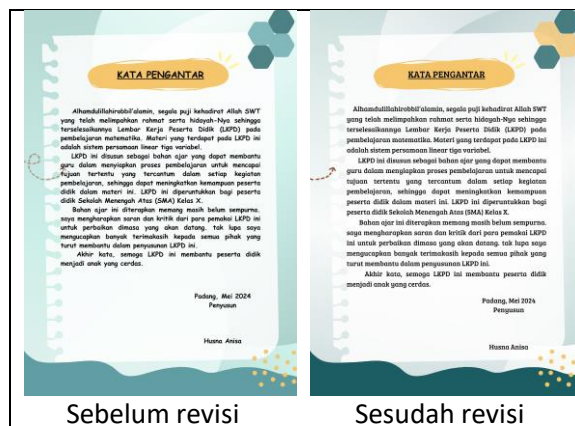 KATA PENGANTAR
Alhamdulillahirabbil'alamin, segala puji kehadirat Allah SWT
yang telah melimpahkan rahmat serta hidayah-Nya sehingga
terselesaikannya Lembar Kerja Peserta Didik (LKPD) pada
pembelajaran matematika. Materi yang terdapat pada LKPD ini
adalah sistem persamaan linear tiga variabel.
LKPD ini disusun sebagai bahan ajar yang dapat membantu
guru dalam menyiapkan proses pembelajaran untuk mencapai
tujuan tertentu yang tercantum dalam setiap kegiatan
pembelajaran, sehingga dapat meningkatkan kemampuan peserta
didik dalam materi ini. LKPD ini diperuntukkan bagi peserta
didik Sekolah Menengah Atas (SMA) Kelas X.
Bahan ajar ini diterapkan memang masih belum sempurna,
saya mengharapkan saran dan kritik dari para pemakai LKPD ini
untuk perbaikan dimasa yang akan datang. tak lupa saya
mengucapkan banyak terimakasih kepada semua pihak yang
turut membantu dalam penyusunan LKPD ini.
Akhir kata, semoga LKPD ini membantu peserta didik
menjadi anak yang cerdas.
Padang, Mei 2024
Penyusun
Husna Anisa
Sebelum revisi
KATA PENGANTAR
Alhamdulillahirabbil'alamin, segala puji kehadirat Allah SWT
yang telah melimpahkan rahmat serta hidayah-Nya sehingga
terselesaikannya Lembar Kerja Peserta Didik (LKPD) pada
pembelajaran matematika. Materi yang terdapat pada LKPD ini
adalah sistem persamaan linear tiga variabel.
LKPD ini disusun sebagai bahan ajar yang dapat membantu
guru dalam menyiapkan proses pembelajaran untuk mencapai
tujuan tertentu yang tercantum dalam setiap kegiatan
pembelajaran, sehingga dapat meningkatkan kemampuan
peserta didik dalam materi ini. LKPD ini diperuntukkan bagi
peserta didik Sekolah Menengah Atas (SMA) Kelas X.
Bahan ajar ini diterapkan memang masih belum sempurna,
saya mengharapkan saran dan kritik dari para pemakai LKPD
ini untuk perbaikan dimasa yang akan datang. tak lupa saya
mengucapkan banyak terimakasih kepada semua pihak yang
turut membantu dalam penyusunan LKPD ini.
Akhir kata, semoga LKPD ini membantu peserta didik
menjadi anak yang cerdas.
Padang, Mei 2024
Penyusun
Husna Anisa
Sesudah revisi